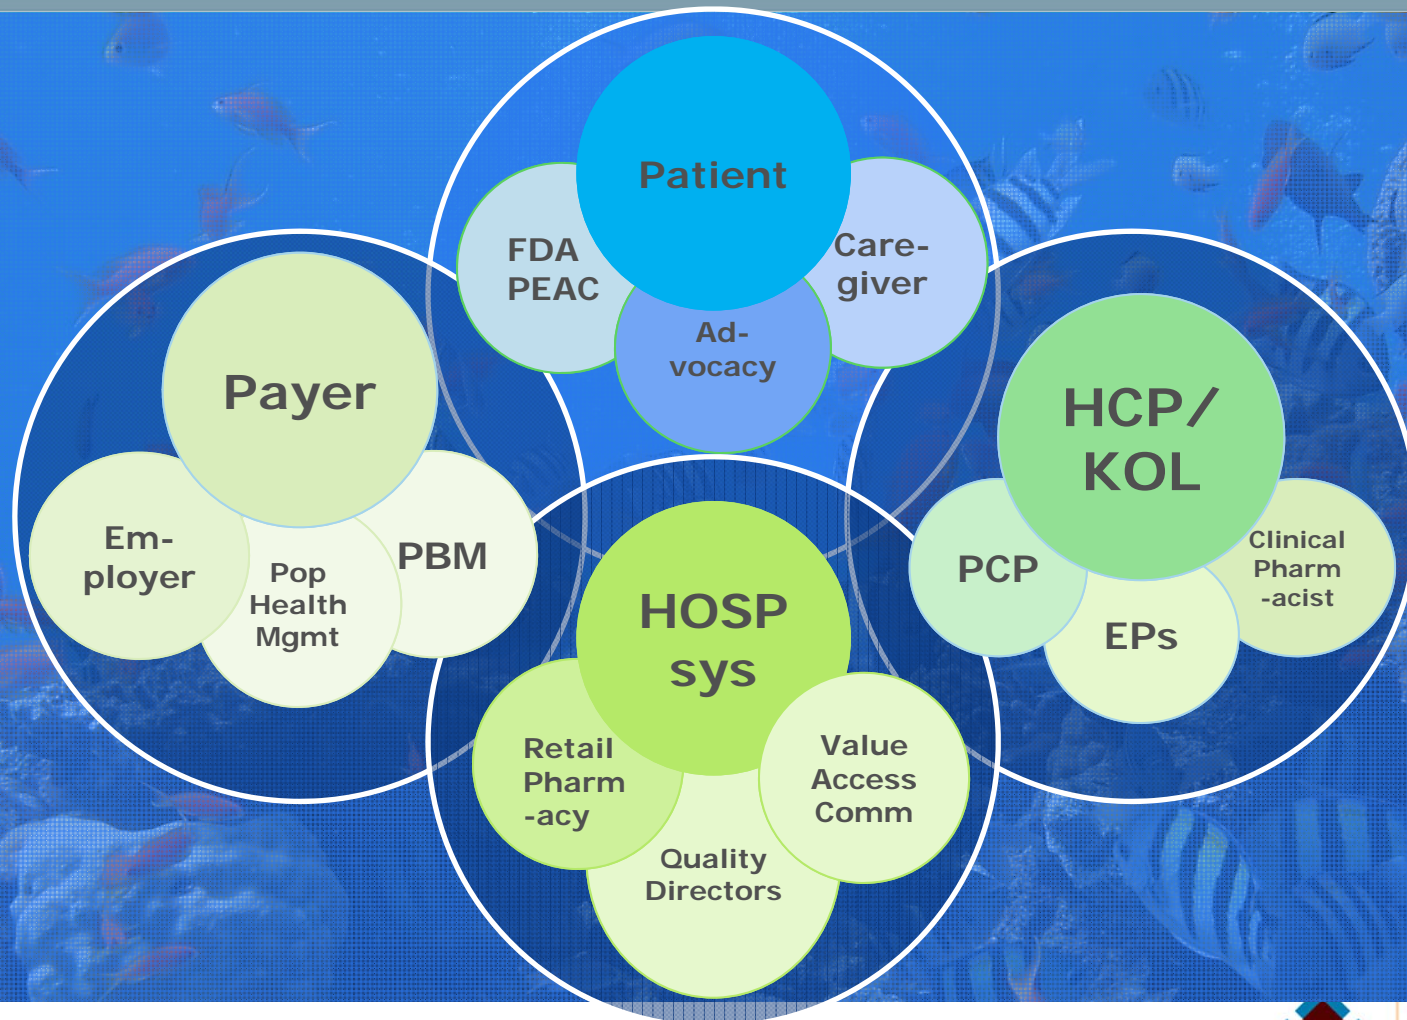 Patient
FDA
PEAC
Care-
giver
Ad-
vocacy
Payer
Em-
ployer
Pop
Health
Mgmt
PBM
HCP/
KOL
PCP
EPs
Clinical
Pharm
-acist
HOSP
sys
Retail
Pharm
-acy
Quality
Directors
Value
Access
Comm